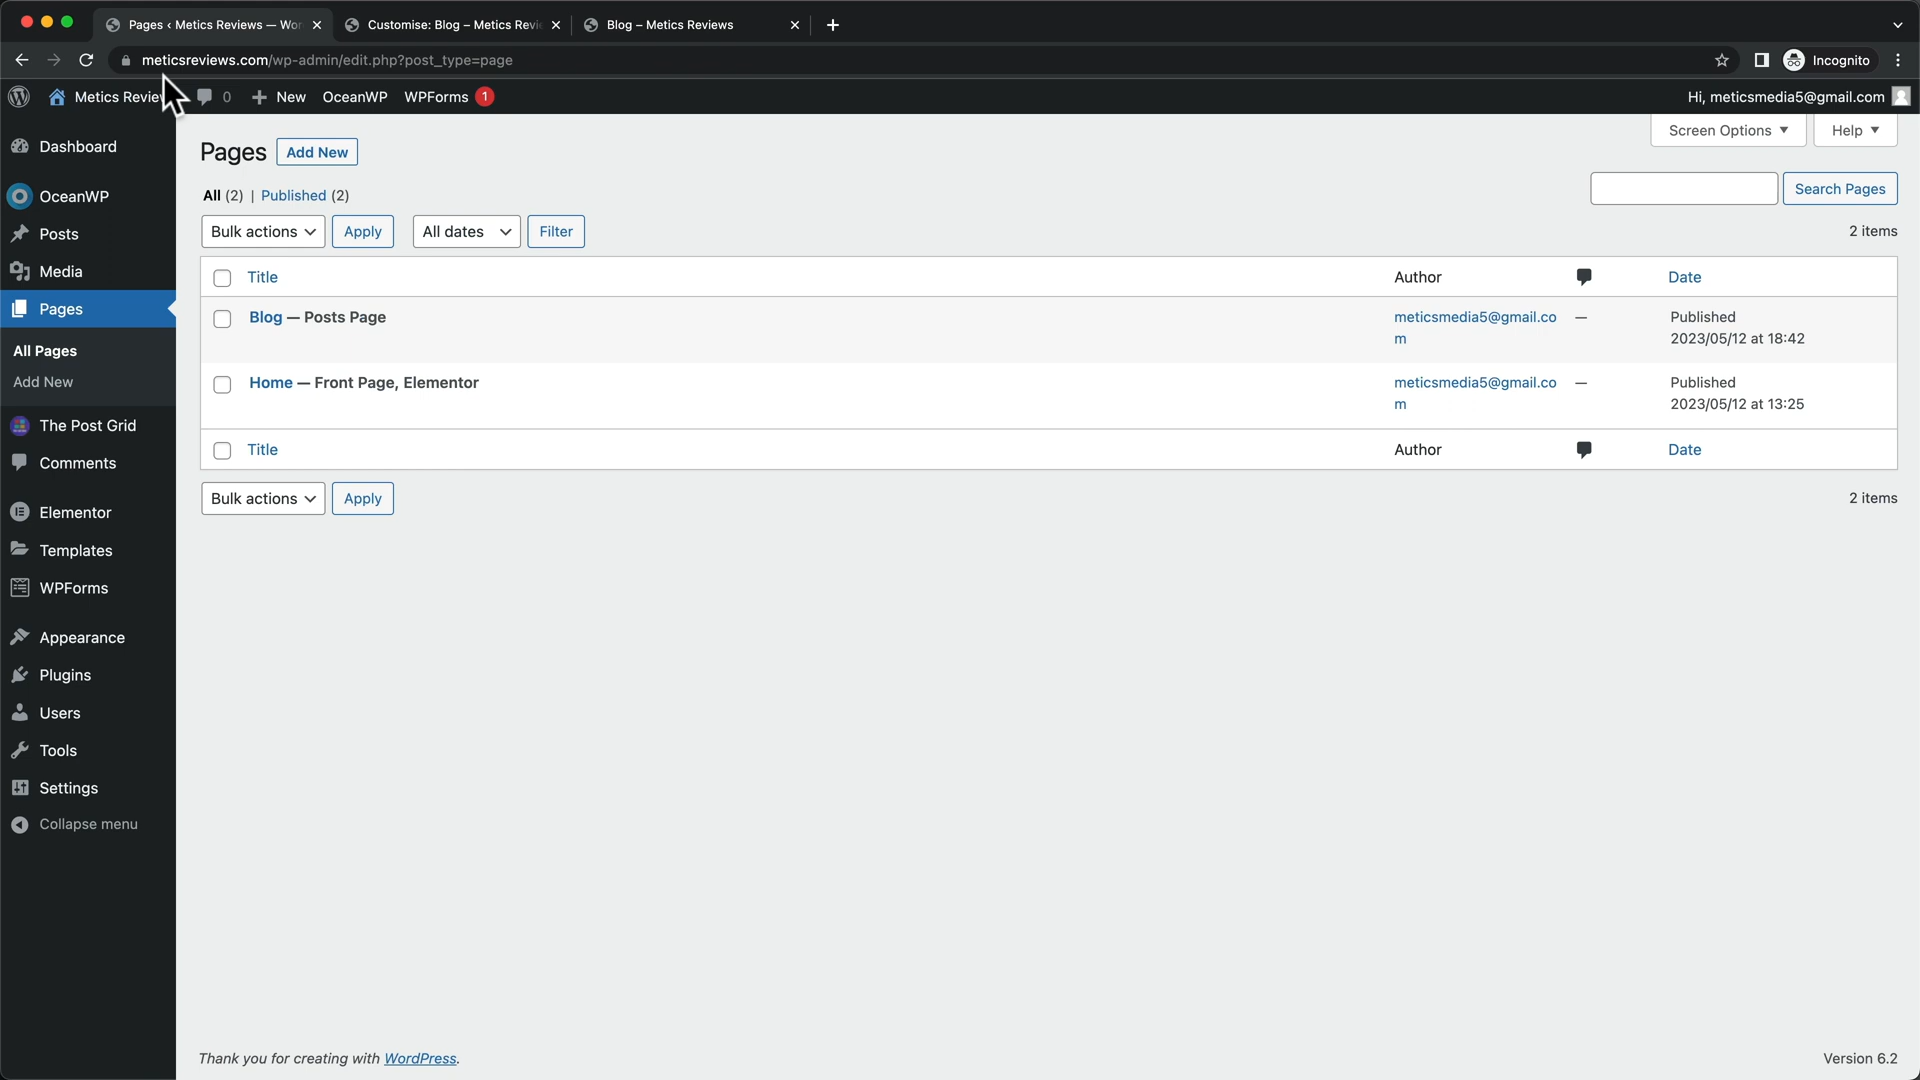 Pages ‹ Metics Reviews — Wor
Customise: Blog – Metics Revi
Blog – Metics Reviews
meticsreviews.com/wp-admin/edit.php?post_type=page
Incognito
Metics Review
0
New
OceanWP
WPForms
1
Hi, meticsmedia5@gmail.com
Dashboard
OceanWP
Posts
Media
Pages
All Pages
Add New
The Post Grid
Comments
Elementor
Templates
WPForms
Appearance
Plugins
Users
Tools
Settings
Collapse menu
Screen Options
Help
Pages
Add New
All (2) | Published (2)
Search Pages
Bulk actions
Apply
All dates
Filter
2 items
Title
Author
Date
Blog — Posts Page
meticsmedia5@gmail.co
m
—
Published
2023/05/12 at 18:42
Home — Front Page, Elementor
meticsmedia5@gmail.co
m
—
Published
2023/05/12 at 13:25
Title
Author
Date
Bulk actions
Apply
2 items
Thank you for creating with WordPress.
Version 6.2